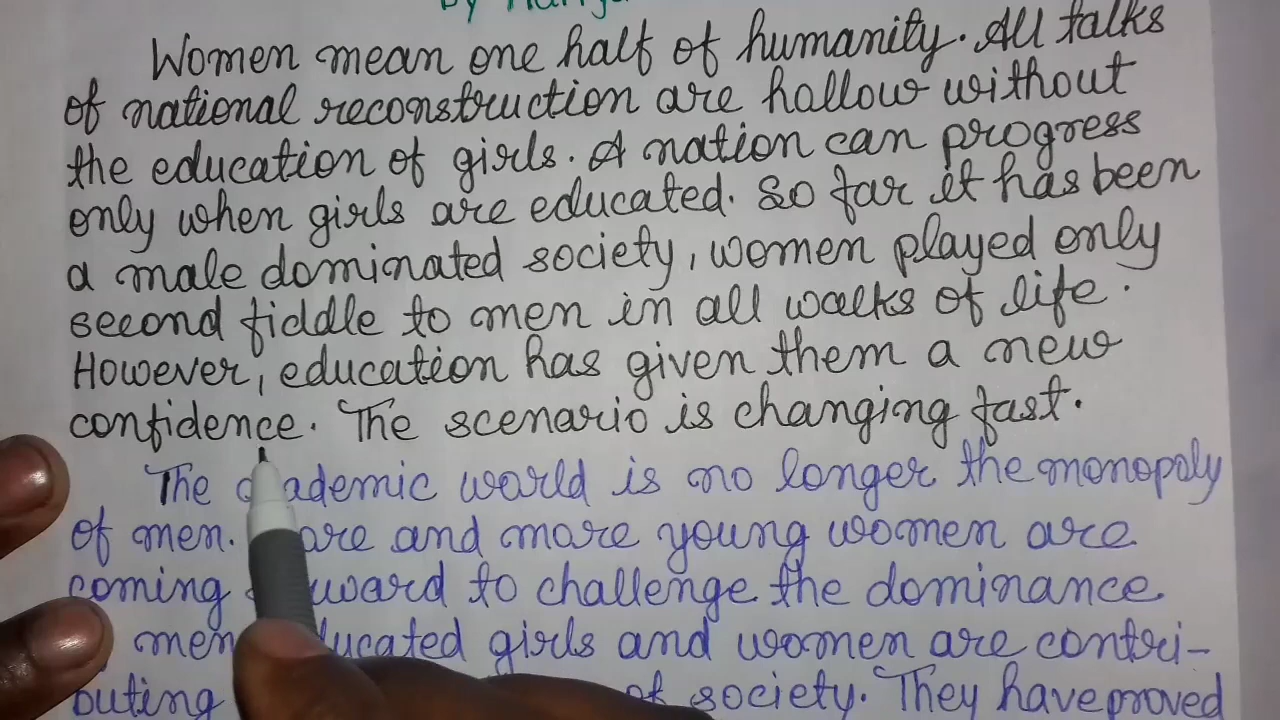 By
Women mean one half of humanity. All talks
of national reconstruction are hallow without
the education of girls. A nation can progress
only when girls are educated. So far it has been
a male dominated society, women played only
second fiddle to men in all walks of life.
However, education has given them a new
confidence. The scenario is changing fast.
The academic world is no longer the monopoly
of men. and more young women are
coming to challenge the dominance
men girls and women are contri-
buting of society. They have proved